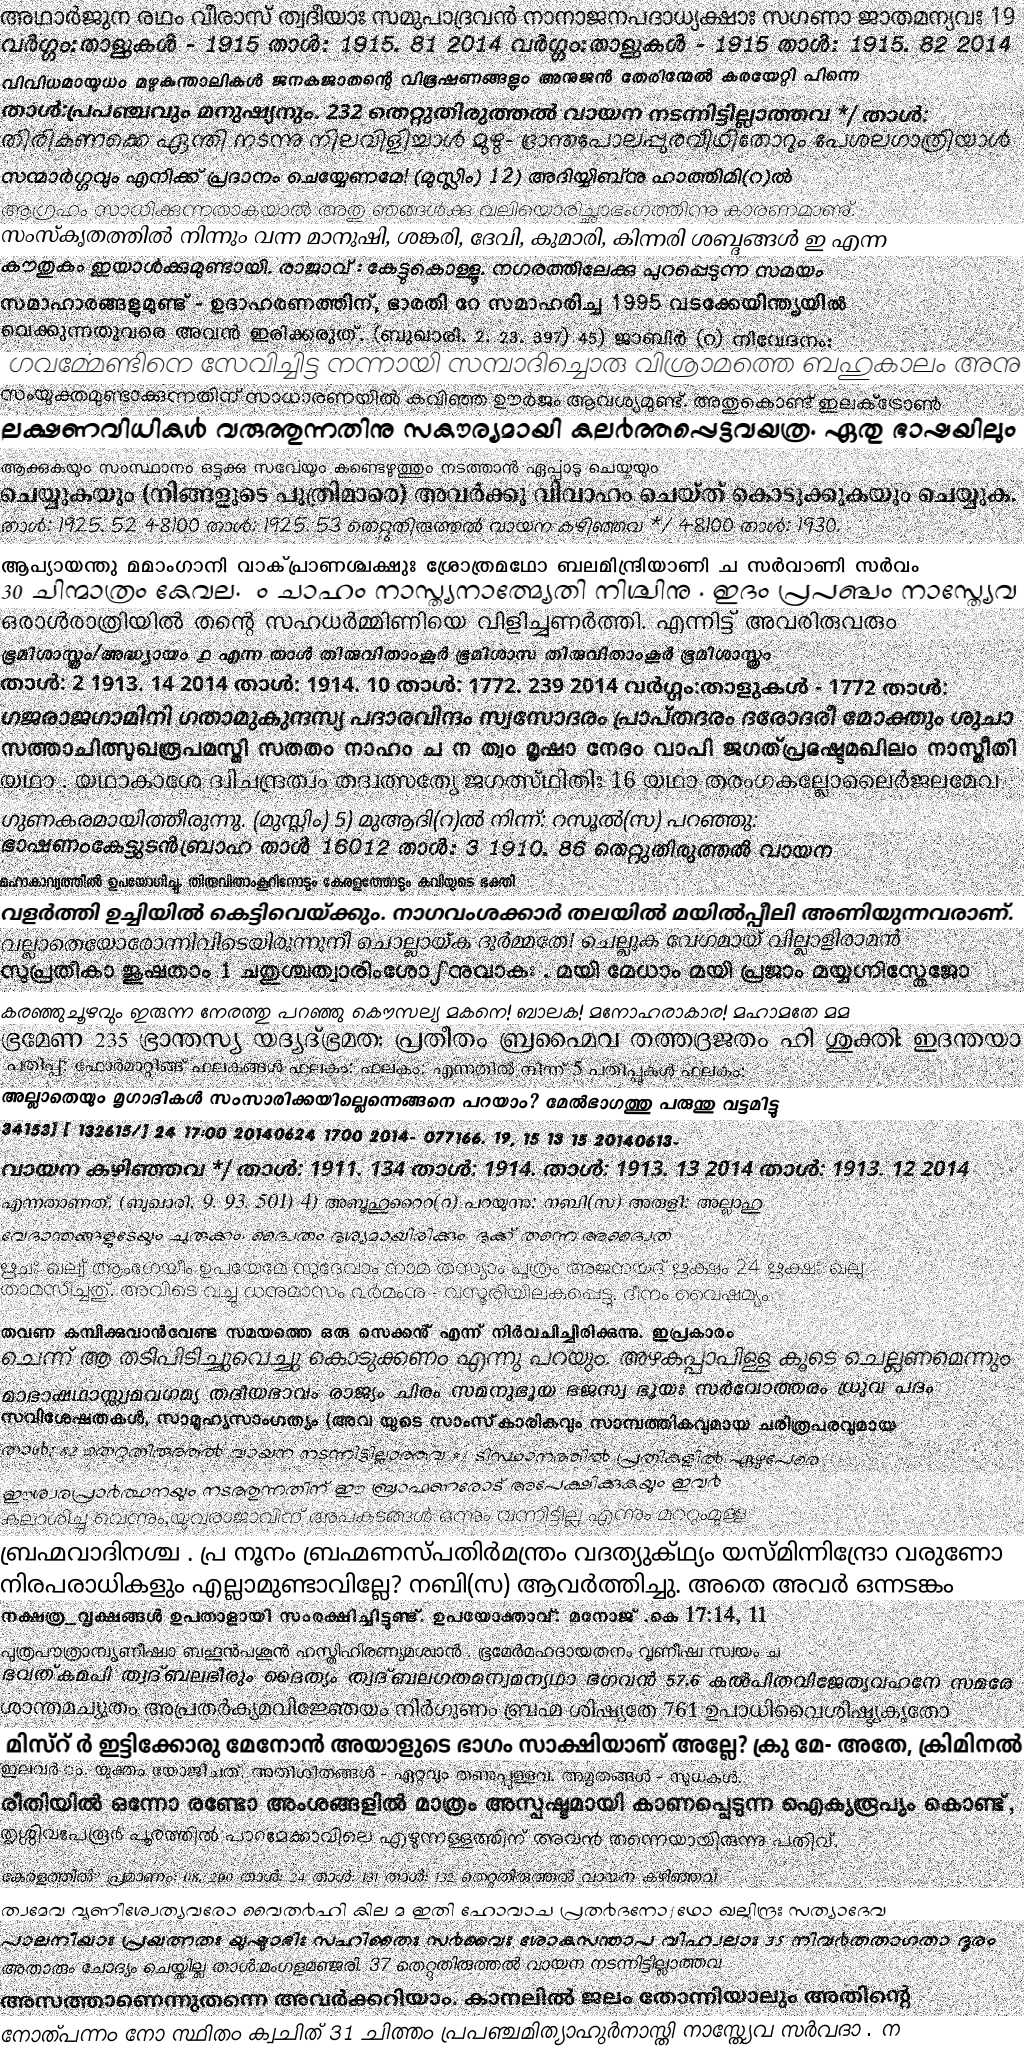 അഥാർജുന രഥം വീരാസ് ത്വദീയാഃ സമുപാദ്രവൻ നാനാജനപദാധ്യക്ഷാഃ സഗണാ ജാതമന്യവഃ 19
വർഗ്ഗം:താളുകൾ - 1915 താൾ: 1915. 81 2014 വർഗ്ഗം:താളുകൾ - 1915 താൾ: 1915. 82 2014
വിവിധമായൂധം മഴുകുന്താലികൾ ജനകജാതന്റെ വിഭൂഷണങ്ങളും അനുജൻ തേരിന്മേൽ കരയേറ്റി പിന്നെ
താൾ:പ്രപഞ്ചവും മനുഷ്യനും. 232 തെറ്റുതിരുത്തൽ വായന നടന്നിട്ടില്ലാത്തവ */ താൾ:
തിരികണക്കെ ഏന്തി നടന്നു നിലവിളിച്ചാൾ മുഴു- ഭ്രാന്തപോലപ്പുരവീഥിതോറും പേശലഗാത്രിയാൾ
സന്മാർഗ്ഗവും എനിക്ക് പ്രദാനം ചെയ്യേണമേ! (മുസ്ലിം) 12) അദിയ്യിബ്നു ഹാത്തിമി(റ)ൽ
ആഗ്രഹം സാധിക്കുന്നതാകയാൽ അതു ഞങ്ങൾക്കു വലിയൊരിച്ഛാഭംഗത്തിന്നു കാരണമാണു്.
സംസ്കൃതത്തിൽ നിന്നും വന്ന മാനുഷി, ശങ്കരി, ദേവി, കുമാരി, കിന്നരി ശബ്ദങ്ങൾ ഇ എന്ന
കൗതുകം ഇയാൾക്കുമുണ്ടായി. രാജാവ് : കേട്ടുകൊള്ളൂ. നഗരത്തിലേക്കു പുറപ്പെടുന്ന സമയം
സമാഹാരങ്ങളുമുണ്ട് - ഉദാഹരണത്തിന്, ഭാരതി റേ സമാഹരിച്ച 1995 വടക്കേയിന്ത്യയിൽ
വെക്കുന്നതുവരെ അവൻ ഇരിക്കരുത്. (ബുഖാരി. 2. 23. 397) 45) ജാബിർ (റ) നിവേദനം:
ഗവർമ്മേണ്ടിനെ സേവിച്ചിട്ട നന്നായി സമ്പാദിച്ചൊരു വിശ്രാമത്തെ ബഹുകാലം അനു
സംയുക്തമുണ്ടാക്കുന്നതിന് സാധാരണയിൽ കവിഞ്ഞ ഊർജം ആവശ്യമുണ്ട്. അതുകൊണ്ട് ഇലക്ട്രോൺ
ലക്ഷണവിധികൾ വരുത്തുന്നതിനു സകൗര്യമായി കലർത്തപ്പെട്ടവയത്ര. ഏതു ഭാഷയിലും
ആക്കുകയും സംസ്ഥാനം ഒട്ടുക്കു സർവേയും കണ്ടെഴുത്തും നടത്താൻ ഏർപ്പാടു ചെയ്കയും
ചെയ്യുകയും (നിങ്ങളുടെ പുത്രിമാരെ) അവർക്കു വിവാഹം ചെയ്ത് കൊടുക്കുകയും ചെയ്യുക.
താൾ: 1925. 52 48100 താൾ: 1925. 53 തെറ്റുതിരുത്തൽ വായന കഴിഞ്ഞവ */ 48100 താൾ: 1930.
ആപ്യായന്തു മമാംഗാനി വാക്പ്രാണശ്ചക്ഷുഃ ശ്രോത്രമഥോ ബലമിന്ദ്രിയാണി ച സർവാണി സർവം
30 ചിന്മാത്രം കേവല. ം ചാഹം നാസ്ത്യനാത്മ്യേതി നിശ്ചിനു . ഇദം പ്രപഞ്ചം നാസ്ത്യേവ
ഒരാൾരാത്രിയിൽ തന്റെ സഹധർമ്മിണിയെ വിളിച്ചുണർത്തി. എന്നിട്ട് അവരിരുവരും
ഭൂമിശാസ്ത്രം/അദ്ധ്യായം ൧ എന്ന താൾ തിരുവിതാംകൂർ ഭൂമിശാസ തിരുവിതാംകൂർ ഭൂമിശാസ്ത്രം
താൾ: 2 1913. 14 2014 താൾ: 1914. 10 താൾ: 1772. 239 2014 വർഗ്ഗം:താളുകൾ - 1772 താൾ:
ഗജരാജഗാമിനി ഗതാമുകുന്ദസ്യ പദാരവിന്ദം സ്വസോദരം പ്രാപ്തദരം ദരോദരീ മോക്തും ശുചാ
സത്താചിത്സുഖരൂപമസ്തി സതതം നാഹം ച ന ത്വം മൃഷാ നേദം വാപി ജഗത്പ്രഭൃഷ്ടമഖിലം നാസ്തീതി
യഥാ . യഥാകാശേ ദ്വിചന്ദ്രത്വം തദ്വത്സത്യേ ജഗത്സ്ഥിതിഃ 16 യഥാ തരംഗകല്ലോലൈർജലമേവ
ഗുണകരമായിത്തീരുന്നു. (മുസ്ലിം) 5) മുആദി(റ)ൽ നിന്ന്: റസൂൽ(സ) പറഞ്ഞു:
ഭാഷണംകേട്ടുടൻബ്രാഹ താൾ 16012 താൾ: 3 1910. 86 തെറ്റുതിരുത്തൽ വായന
മഹാകാവ്യത്തിൽ ഉപയോഗിച്ചു. തിരുവിതാംകൂറിനോടും കേരളത്തോടും കവിയുടെ ഭക്തി
വളർത്തി ഉച്ചിയിൽ കെട്ടിവെയ്ക്കും. നാഗവംശക്കാർ തലയിൽ മയിൽപ്പീലി അണിയുന്നവരാണ്.
വല്ലാതെയോരോന്നിവിടെയിരുന്നുനീ ചൊല്ലായ്ക ദുർമ്മതേ! ചെല്ലുക വേഗമായ് വില്ലാളിരാമൻ
സുപ്രതീകാ ജുഷതാം 1 ചതുശ്ചത്വാരിംശോഽനുവാകഃ . മയി മേധാം മയി പ്രജാം മയ്യഗ്നിസ്തേജോ
കരഞ്ഞുചൂഴവും ഇരുന്ന നേരത്തു പറഞ്ഞു കൌസല്യ മകനെ! ബാലക! മനോഹരാകാര! മഹാമതേ മമ
ഭ്രമേണ 235 ഭ്രാന്തസ്യ യദ്യദ്ഭ്രമതഃ പ്രതീതം ബ്രഹ്മൈവ തത്തദ്രജതം ഹി ശുക്തിഃ ഇദന്തയാ
പതിപ്പ്: ഫോർമാറ്റിങ്ങ് ഫലകങ്ങൾ ഫലകം: ഫലകം: എന്നതിൽ നിന്ന് 5 പതിപ്പുകൾ ഫലകം:
അല്ലാതെയും മൃഗാദികൾ സംസാരിക്കയില്ലെന്നെങ്ങനെ പറയാം? മേൽഭാഗത്തു പരുന്തു വട്ടമിട്ടു
34153] [ 132615/] 24 17:00 20140624 1700 2014- 077166. 19, 15 13 15 20140613-
വായന കഴിഞ്ഞവ */ താൾ: 1911. 134 താൾ: 1914. താൾ: 1913. 13 2014 താൾ: 1913. 12 2014
എന്നതാണത്. (ബുഖാരി. 9. 93. 501) 4) അബൂഹുറൈറ(റ) പറയുന്നു: നബി(സ) അരുളി: അല്ലാഹു
വേദാന്തങ്ങളുടേയും ചുരുക്കം. ദ്വൈതം ദൃശ്യമായിരിക്കും. ദൃക്ക് തന്നെ അദ്വൈത
ഋചഃ ഖല്വ് ആംഗേയീം ഉപയേമേ സുദേവാം നാമ തസ്യാം പുത്രം അജനയദ് ഋക്ഷം 24 ഋക്ഷഃ ഖലു
താമസിച്ചത്. അവിടെ വച്ചു ധനുമാസം വർമംനു - വസൂരിയിലകപ്പെട്ടു. ദീനം വൈഷമ്യം
തവണ കമ്പിക്കുവാൻവേണ്ട സമയത്തെ ഒരു സെക്കൻ്റ് എന്ന് നിർവചിച്ചിരിക്കുന്നു. ഇപ്രകാരം
ചെന്ന് ആ തടിപിടിച്ചുവെച്ചു കൊടുക്കണം എന്നു പറയും. അഴകപ്പാപിള്ള കൂടെ ചെല്ലണമെന്നും
മാഭാഷഥാസ്ത്വമവഗമ്യ തദീയഭാവം രാജ്യം ചിരം സമനുഭൂയ ഭജസ്വ ഭൂയഃ സർവോത്തരം ധ്രുവ പദം
സവിശേഷതകൾ, സാമൂഹ്യസാംഗത്യം (അവ യുടെ സാംസ്കാരികവും സാമ്പത്തികവുമായ ചരിത്രപരവുമായ
താൾ: 82 തെറ്റുതിരുത്തൽ വായന നടന്നിട്ടില്ലാത്തവ */ ടിസ്ഥാനത്തിൽ പ്രതികളിൽ ഏഴുപേരെ
ഈശ്വരപ്രാർത്ഥനയും നടത്തുന്നതിന് ഈ ബ്രാഹ്മണരോട് അപേക്ഷിക്കുകയും ഇവർ
കലാശിച്ചു വെന്നും,യുവരാജാവിന് അപകടങ്ങൾ ഒന്നും വന്നിട്ടില്ല എന്നും മററുംമുള്ള
ബ്രഹ്മവാദിനശ്ച . പ്ര നൂനം ബ്രഹ്മണസ്പതിർമന്ത്രം വദത്യുക്ഥ്യം യസ്മിന്നിന്ദ്രോ വരുണോ
നിരപരാധികളും എല്ലാമുണ്ടാവില്ലേ? നബി(സ) ആവർത്തിച്ചു. അതെ അവർ ഒന്നടങ്കം
നക്ഷത്ര_വൃക്ഷങ്ങൾ ഉപതാളായി സംരക്ഷിച്ചിട്ടുണ്ട്. ഉപയോക്താവ്: മനോജ് .കെ 17:14, 11
പുത്രപൗത്രാന്വൃണീഷ്വാ ബഹൂൻപശൂൻ ഹസ്തിഹിരണ്യമശ്വാൻ . ഭൂമേർമഹദായതനം വൃണീഷ്വ സ്വയം ച
ഭവത്കമപി ത്വദ്ബലഭീരും ദൈത്യം ത്വദ്ബലഗതമന്വമന്യഥാ ഭഗവൻ 57.6 കൽപിതവിജേത്യവഹനേ സമരേ
ശാന്തമച്യുതം അപ്രതർക്യമവിജ്ഞേയം നിർഗുണം ബ്രഹ്മ ശിഷ്യതേ 761 ഉപാധിവൈശിഷ്ട്യകൃതോ
മിസ്റ് ർ ഇട്ടിക്കോരു മേനോൻ അയാളുടെ ഭാഗം സാക്ഷിയാണ് അല്ലേ? ക്രു മേ- അതേ, ക്രിമിനൽ
ഇലവർ ം. യുക്തം യോജിച്ചത്. അതിശീതങ്ങൾ - ഏറ്റവും തണുപ്പുള്ളവ. ആമൃതങ്ങൾ - സുധകൾ.
രീതിയിൽ ഒന്നോ രണ്ടോ അംശങ്ങളിൽ മാത്രം അസ്പഷ്ടമായി കാണപ്പെടുന്ന ഐക്യരൂപ്യം കൊണ്ട്,
തൃശ്ശിവപേരൂർ പൂരത്തിൽ പാറമേക്കാവിലെ എഴുന്നള്ളത്തിന് അവൻ തന്നെയായിരുന്നു പതിവ്.
കേരളത്തിൽ? പ്രമാണം: 08. 200 താൾ: 24 താൾ: 131 താൾ: 132 തെറ്റുതിരുത്തൽ വായന കഴിഞ്ഞവ
ത്വമേവ വൃണീശ്വേത്യവരോ വൈതർഹി കില മ ഇതി ഹോവാച പ്രതർദനോഽഥോ ഖല്വിന്ദ്രഃ സത്യാദേവ
പ്രാലനീയാഃ പ്രയത്നതഃ യുഷ്മാഭിഃ സഹിക്കൈതഃ സർക്കവഃ ശോകസന്താപ വിഹ്വലാഃ 35 നിവർതതാഗതാ ദൂരം
അതാരും ചോദ്യം ചെയ്തില്ല താൾ:മംഗളമഞ്ജരി. 37 തെറ്റുതിരുത്തൽ വായന നടന്നിട്ടില്ലാത്തവ
അസത്താണെന്നുതന്നെ അവർക്കറിയാം. കാനലിൽ ജലം തോന്നിയാലും അതിന്റെ
നോത്പന്നം നോ സ്ഥിതം ക്വചിത് 31 ചിത്തം പ്രപഞ്ചമിത്യാഹുർനാസ്തി നാസ്ത്യേവ സർവദാ . ന